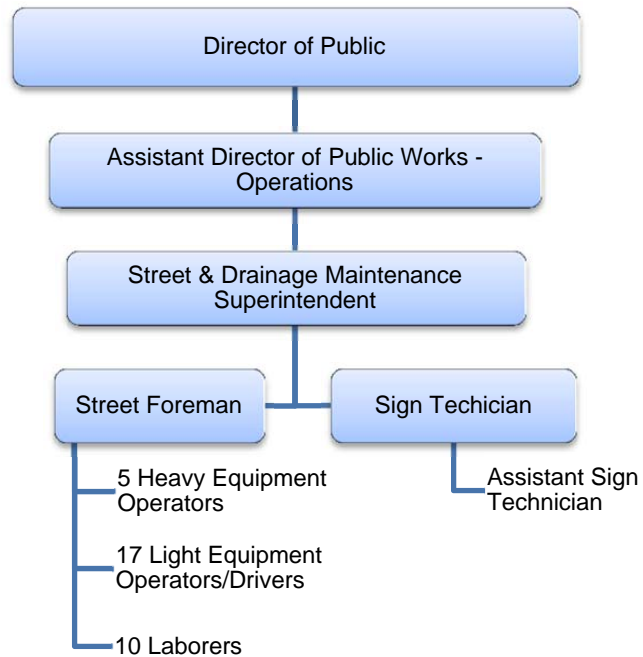 Director of Public
Assistant Director of Public Works -
Operations
Street & Drainage Maintenance
Superintendent
Street Foreman
Sign Techician
5 Heavy Equipment
Operators
17 Light Equipment
Operators/Drivers
10 Laborers
Assistant Sign
Technician